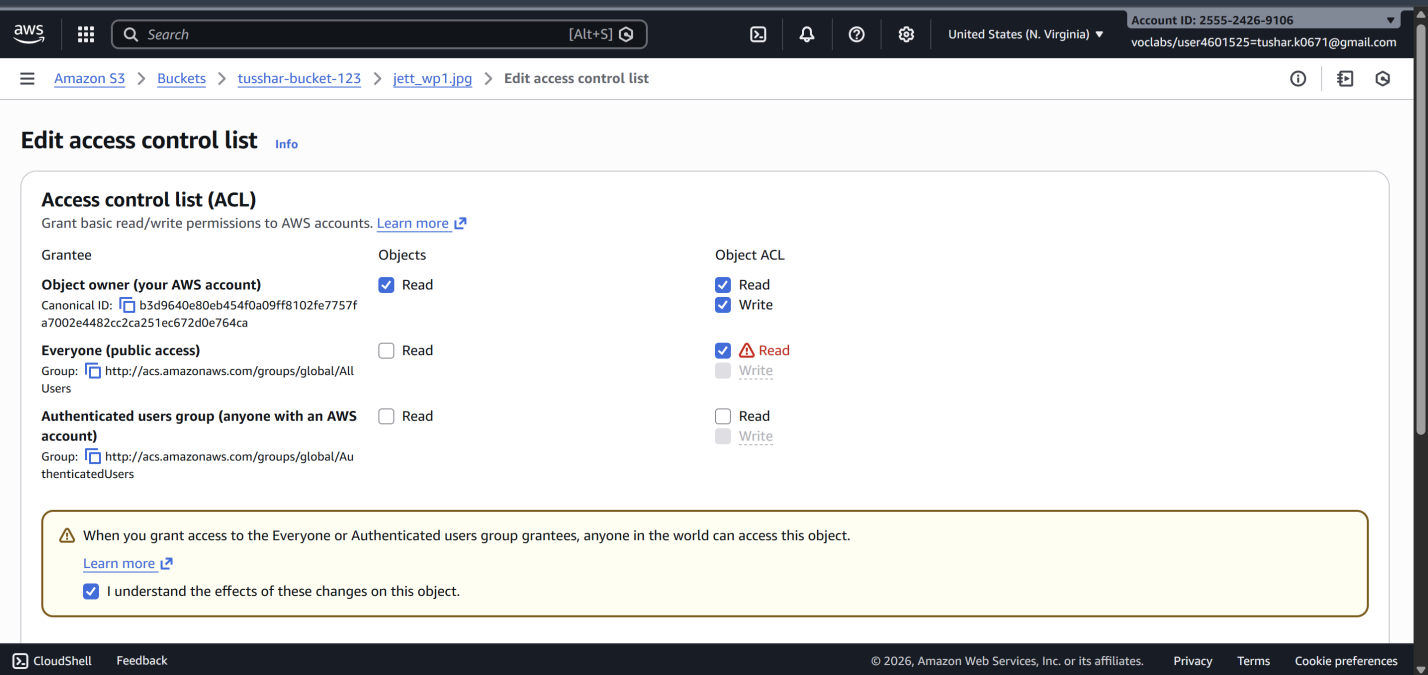 aws
Search
[Alt+S]
United States (N. Virginia)
Account ID: 2555-2426-9106
voclabs/user4601525=tushar.k0671@gmail.com
Amazon S3
Buckets
tusshar-bucket-123
jett_wp1.jpg
Edit access control list
Edit access control list
Info
Access control list (ACL)
Grant basic read/write permissions to AWS accounts. Learn more
Grantee
Objects
Object ACL
Object owner (your AWS account)
Canonical ID: b3d9640e80eb454f0a09ff8102fe7757f
a7002e4482cc2ca251ec672d0e764ca
Read
Read
Write
Everyone (public access)
Group: http://acs.amazonaws.com/groups/global/All
Users
Read
Read
Write
Authenticated users group (anyone with an AWS
account)
Group: http://acs.amazonaws.com/groups/global/Au
thenticatedUsers
Read
Read
Write
When you grant access to the Everyone or Authenticated users group grantees, anyone in the world can access this object.
Learn more
I understand the effects of these changes on this object.
CloudShell
Feedback
© 2026, Amazon Web Services, Inc. or its affiliates.
Privacy
Terms
Cookie preferences